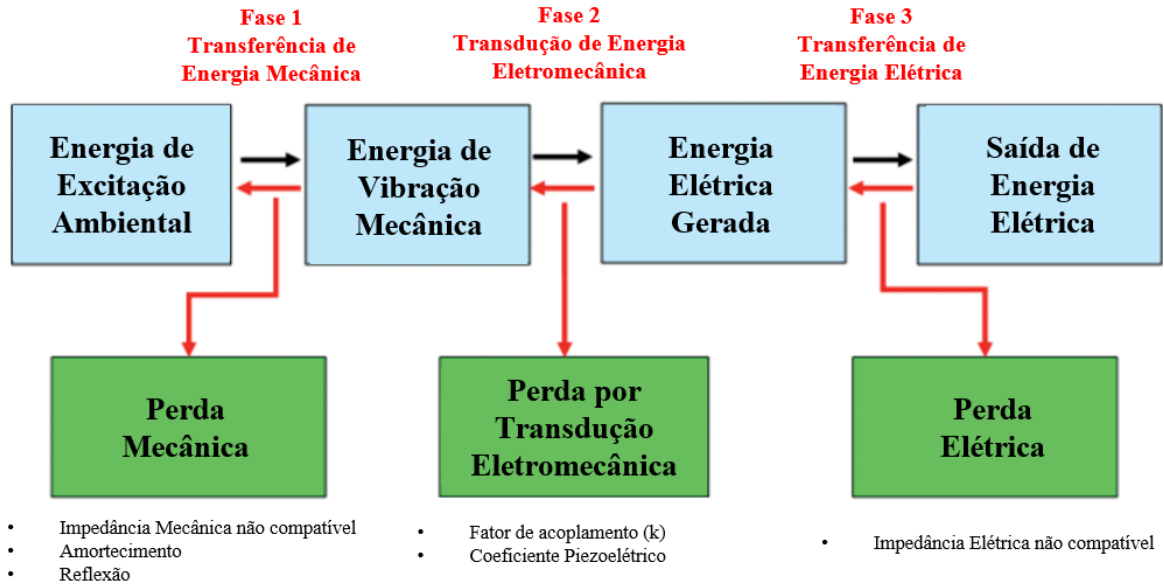 Fase 1
Transferência de
Energia Mecânica
Fase 2
Transdução de Energia
Eletromecânica
Fase 3
Transferência de
Energia Elétrica
Energia de
Excitação
Ambiental
Energia de
Vibração
Mecânica
Energia
Elétrica
Gerada
Saída de
Energia
Elétrica
Perda
Mecânica
Perda por
Transdução
Eletromecânica
Perda
Elétrica
• Impedância Mecânica não compatível
• Amortecimento
• Reflexão
• Fator de acoplamento (k)
• Coeficiente Piezoelétrico
• Impedância Elétrica não compatível